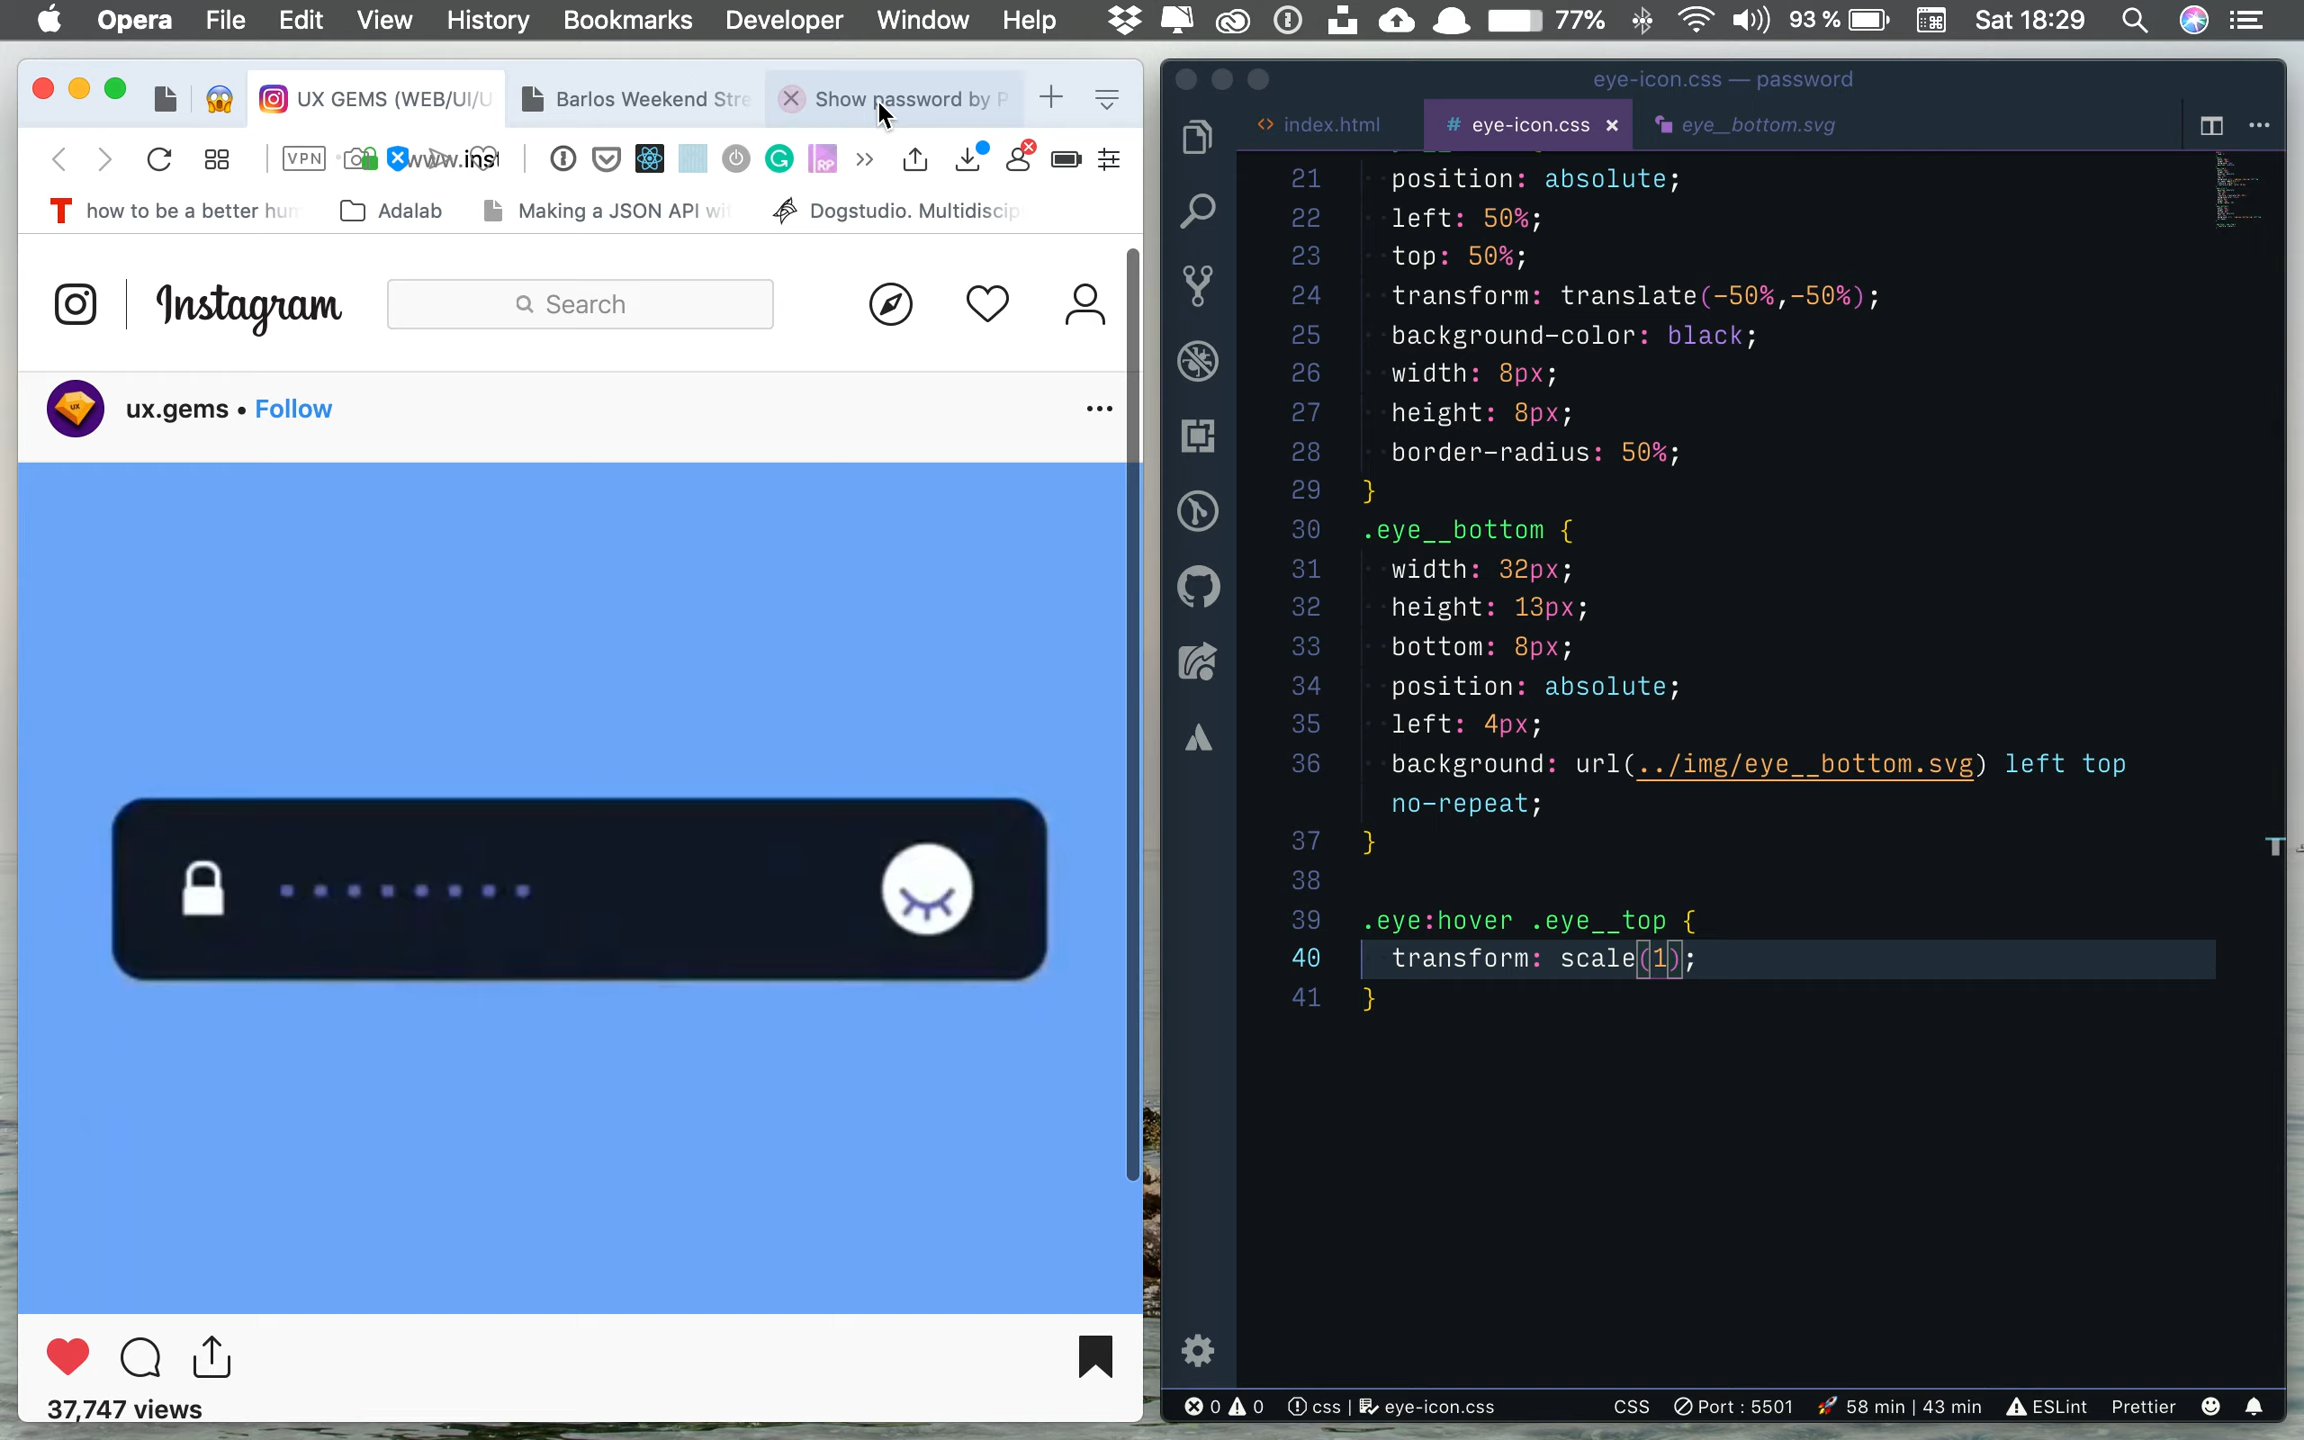 Opera File Edit View History Bookmarks Developer Window Help 77% 93 % Sat 18:29
UX GEMS (WEB/UI/U Barlos Weekend Stre Show password by P
VPN www.inst
how to be a better hum Adalab Making a JSON API wi Dogstudio. Multidiscip
Instagram Search
ux.gems • Follow
37,747 views
eye-icon.css — password
index.html # eye-icon.css eye__bottom.svg
21 position: absolute;
22 left: 50%;
23 top: 50%;
24 transform: translate(-50%,-50%);
25 background-color: black;
26 width: 8px;
27 height: 8px;
28 border-radius: 50%;
29 }
30 .eye__bottom {
31 width: 32px;
32 height: 13px;
33 bottom: 8px;
34 position: absolute;
35 left: 4px;
36 background: url(../img/eye__bottom.svg) left top
no-repeat;
37 }
38
39 .eye:hover .eye__top {
40 transform: scale(1);
41 }
0 0 css | eye-icon.css CSS Port : 5501 58 min | 43 min ESLint Prettier